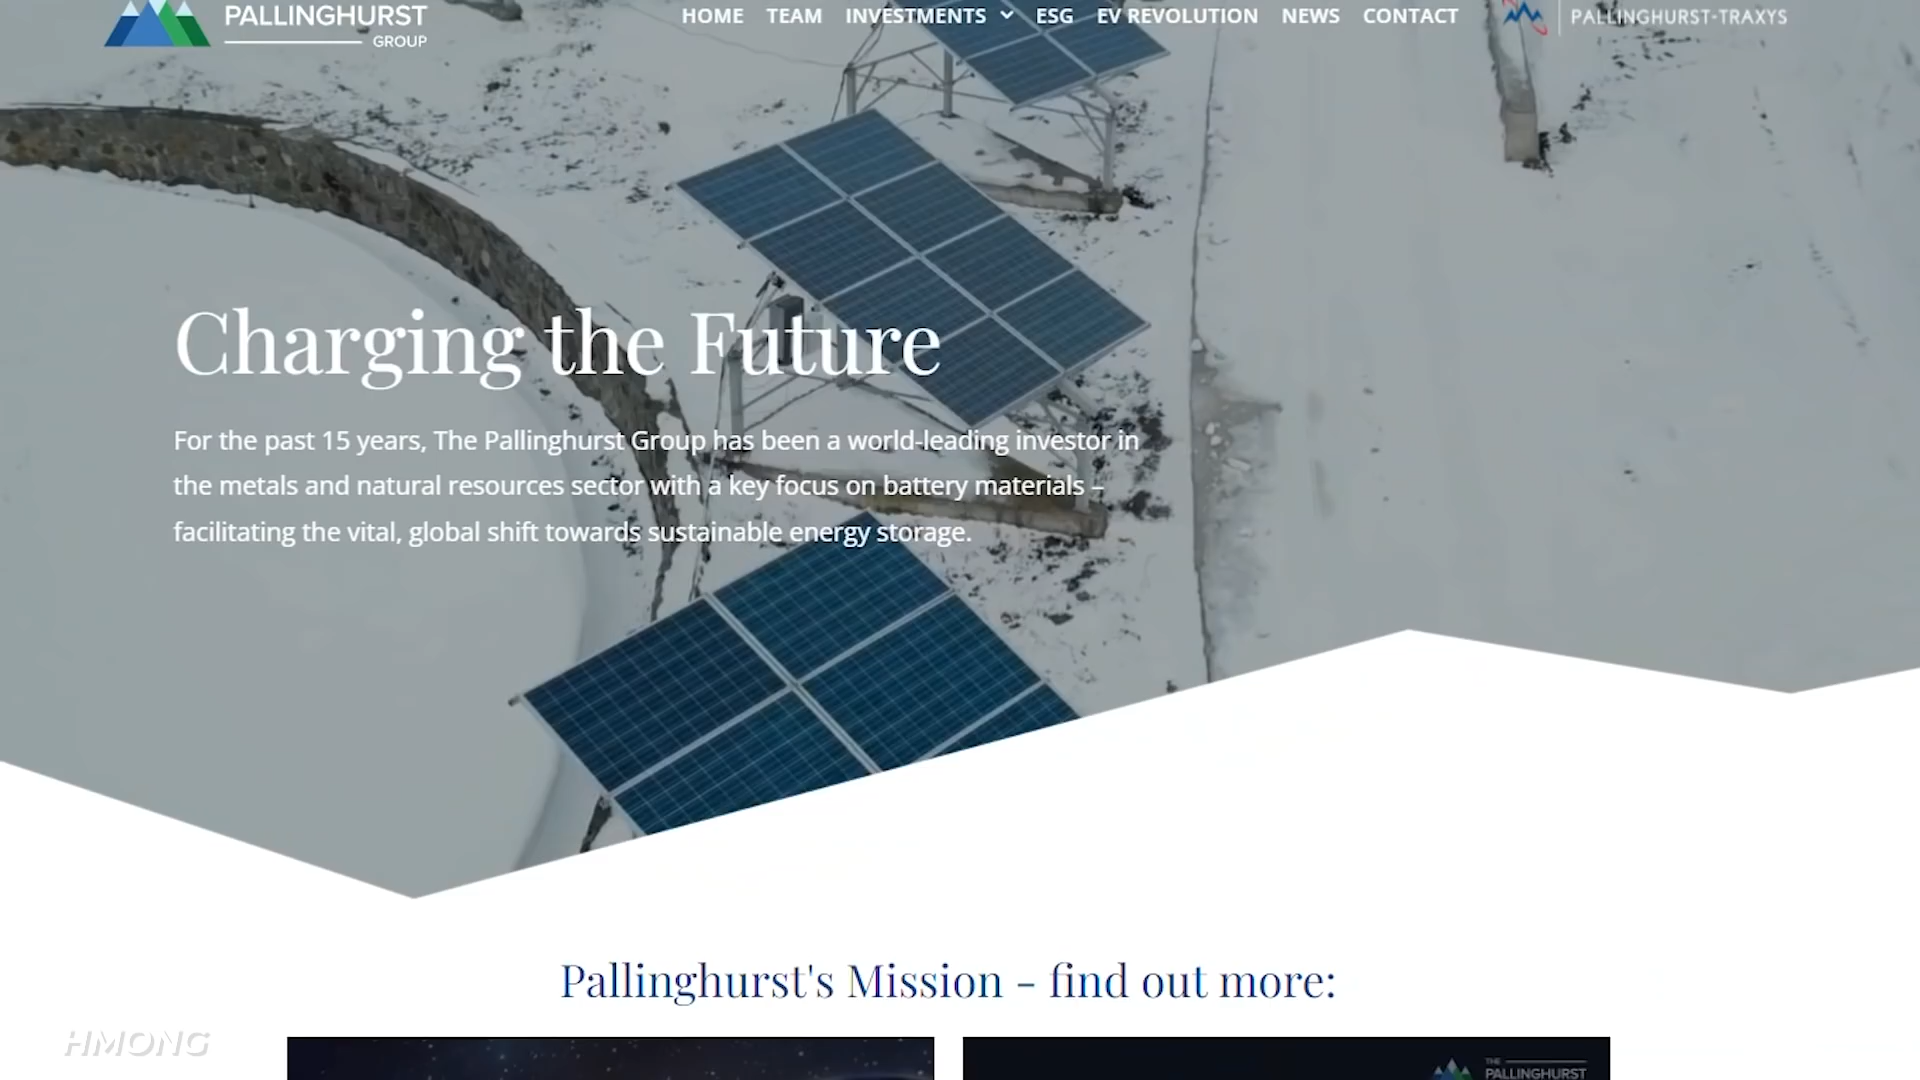 PALLINGHURST
GROUP
HOME TEAM INVESTMENTS ESG EV REVOLUTION NEWS CONTACT
PALLINGHURST-TRAXYS
Charging the Future
For the past 15 years, The Pallinghurst Group has been a world-leading investor in
the metals and natural resources sector with a key focus on battery materials –
facilitating the vital, global shift towards sustainable energy storage.
Pallinghurst's Mission - find out more:
HMONG
THE
PALLINGHURST